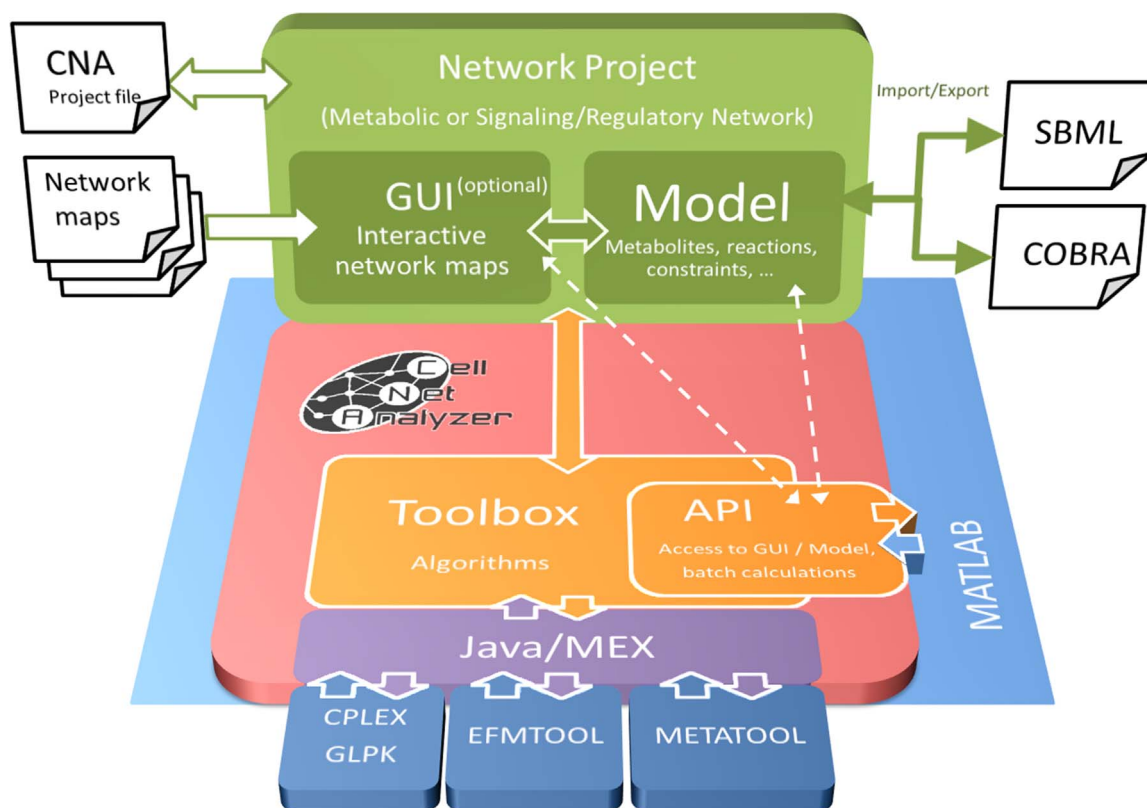 CNA
Project file
Network Project
(Metabolic or Signaling/Regulatory Network)
Import/Export
SBML
Network
maps
GUI (optional)
Interactive
network maps
Model
Metabolites, reactions,
constraints, ...
COBRA
Cell
Net
Analyzer
Toolbox
Algorithms
API
Access to GUI / Model,
batch calculations
MATLAB
Java/MEX
CPLEX
GLPK
EFMTOOL
METATOOL